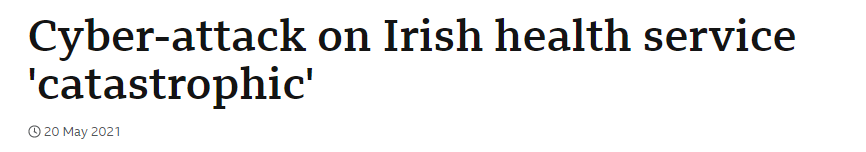 Cyber-attack on Irish health service
'catastrophic'
20 May 2021